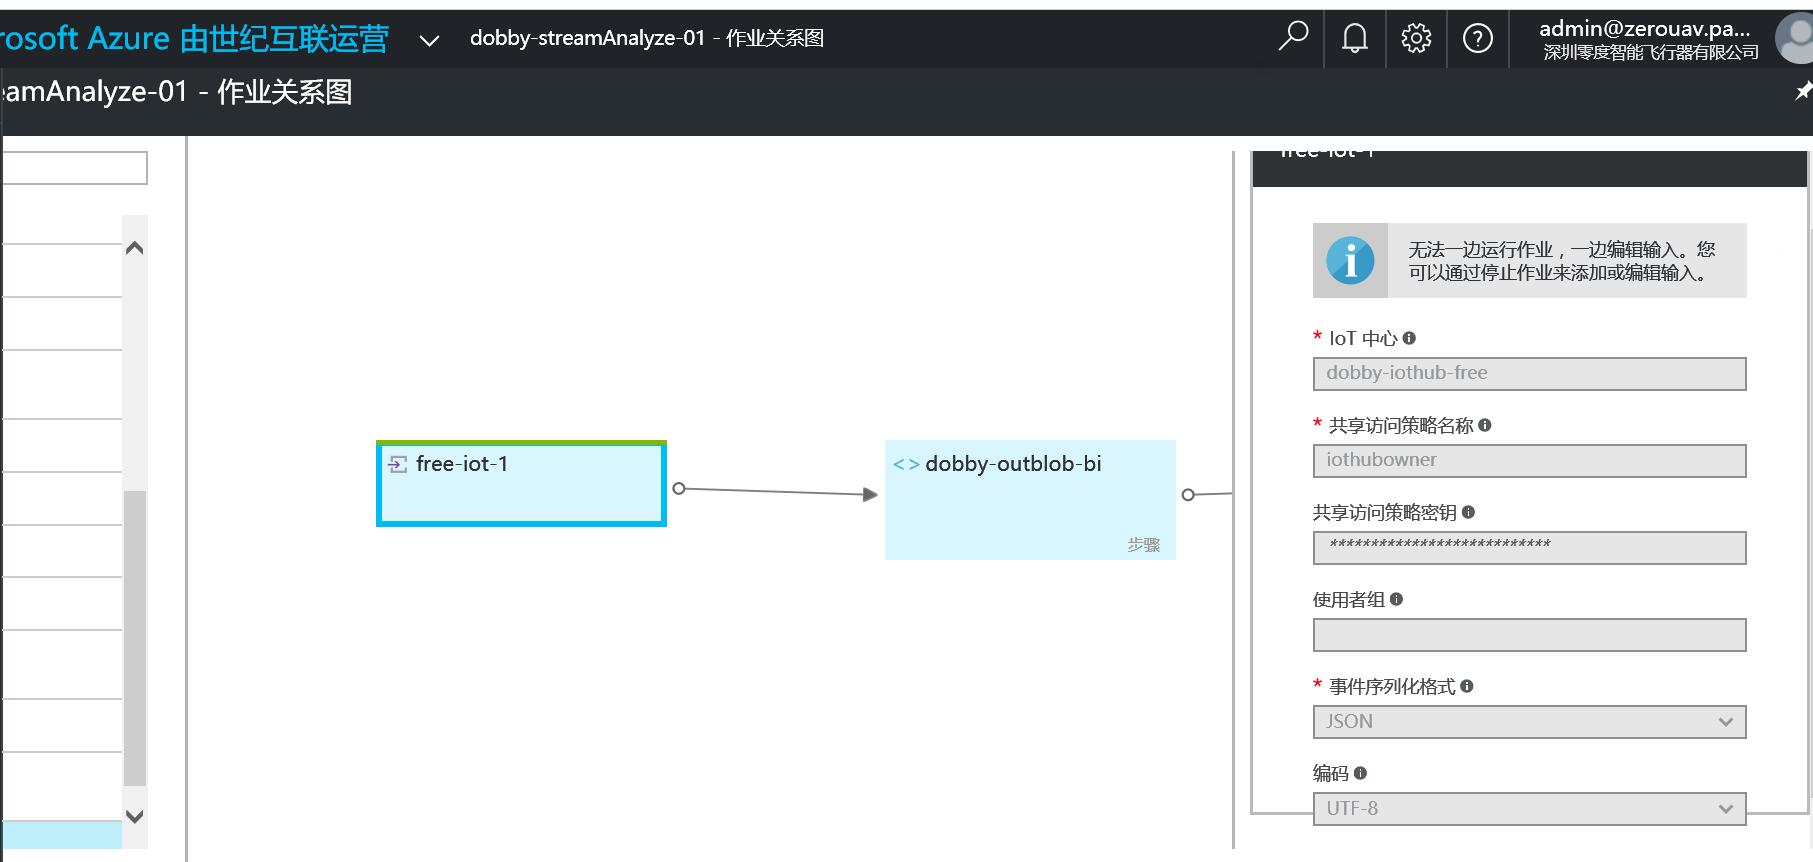 rosoft Azure 由世纪互联运营
dobby-streamAnalyze-01 - 作业关系图
admin@zerouav.pa...
深圳零度智能飞行器有限公司
eamAnalyze-01 - 作业关系图
free-iot-1
无法一边运行作业，一边编辑输入。您
可以通过停止作业来添加或编辑输入。
* IoT 中心
dobby-iothub-free
* 共享访问策略名称
iothubowner
共享访问策略密钥
***************************
使用者组
* 事件序列化格式
JSON
编码
UTF-8
free-iot-1
<> dobby-outblob-bi
步骤